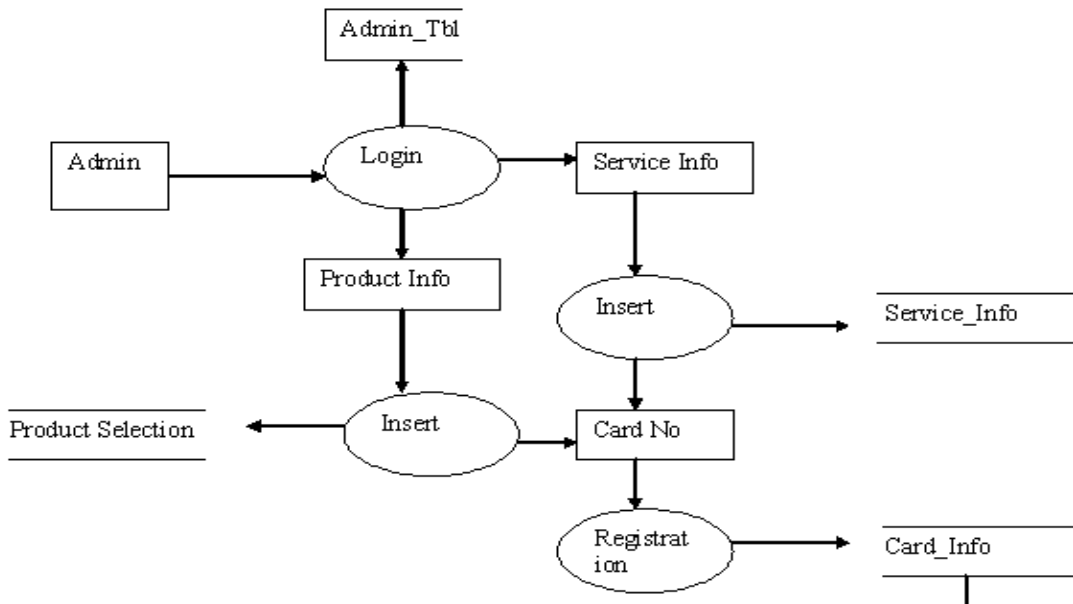 Admin_Tbl
Login
Admin
Service Info
Product Info
Insert
Service_Info
Insert
Product Selection
Card No
Registrat
ion
Card_Info